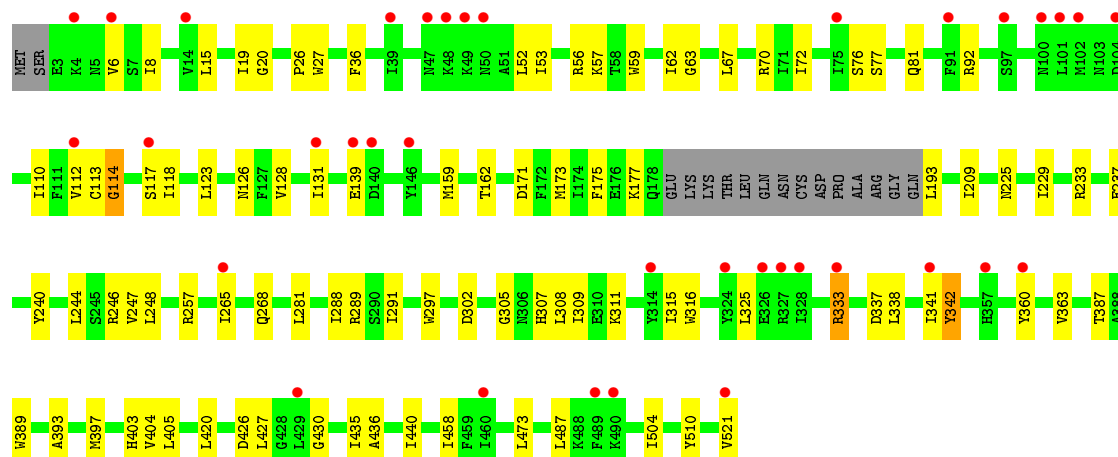 MET SER E3 K4 N5 V6 S7 I8 V14 L15 I19 G20 P26 W27 F36 I39 N47 K48 K49 N50 A51 L52 I53 R56 K57 T58 W59 I62 G63 L67 R70 I71 I72 I75 S76 S77 Q81 F91 R92 S97 N100 L101 M102 N103 D104
I110 F111 V112 C113 G114 S117 I118 L123 N126 F127 V128 I131 E139 D140 Y146 M159 T162 D171 F172 M173 I174 F175 E176 K177 Q178 GLU LYS LYS THR LEU GLN ASN CYS ASP PRO ALA ARG GLY GLN L193 I209 N225 I229 R233
Y240 L244 S245 R246 V247 L248 R257 I265 Q268 L281 I288 R289 S290 I291 W297 D302 G305 N306 H307 L308 I309 E310 K311 Y314 I315 W316 Y324 L325 E326 R327 I328 R333 D337 L338 I341 Y342 H357 Y360 V363 T387
W389 A393 M397 H403 V404 L405 L420 D426 L427 G428 L429 G430 I435 A436 I440 I458 F459 I460 L473 L487 K488 F489 K490 I504 Y510 V521